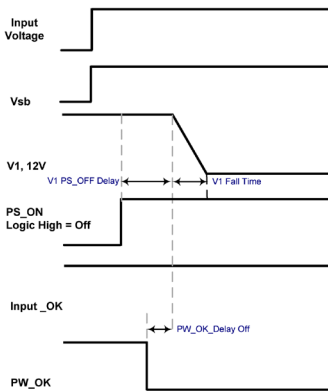 Input
Voltage
Vsb
V1, 12V
V1 PS_OFF Delay
V1 Fall Time
PS_ON
Logic High = Off
Input _OK
PW_OK_Delay Off
PW_OK